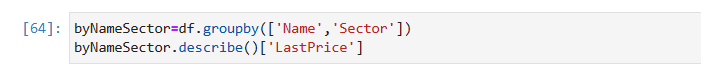 [64]: byNameSector=df.groupby(['Name','Sector'])
byNameSector.describe()['LastPrice']